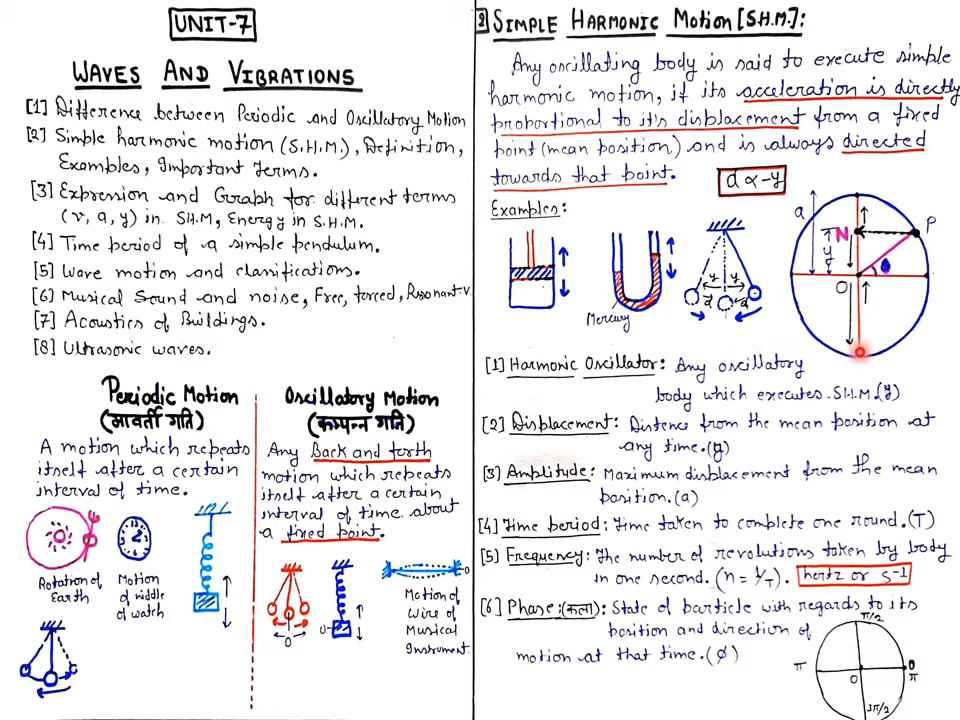 UNIT-7
WAVES AND VIBRATIONS
[1] Difference between Periodic and Oscillatory Motion
[2] Simple harmonic motion (S.H.M.), Definition,
Examples, Important Terms.
[3] Expression and Graph for different terms
(v, a, y) in SHM, Energy in S.H.M.
[4] Time period of a simple pendulum.
[5] Wave motion and classifications.
[6] Musical Sound and noise, Free, forced, Resonant-v.
[7] Acoustics of Buildings.
[8] Ultrasonic waves.
Periodic Motion
(आवर्ती गति)
A motion which repeats
itself after a certain
interval of time.
Rotation of
Earth
Motion
of niddle
of watch
Oscillatory Motion
(कम्पन्न गति)
Any Back and forth
motion which repeats
itself after a certain
interval of time about
a fixed point.
O
O
O
Motion of
Wire of
Musical
Instrument.
2 SIMPLE HARMONIC MOTION [S.H.M.]:
Any oscillating body is said to execute simple
harmonic motion, if its acceleration is directly
proportional to it's displacement from a fixed
point (mean position) and is always directed
towards that point.
a ∝ -y
Examples:
Mercury
y y
a a
a
N
P
y
O
θ
[1] Harmonic Oscillator: Any oscillatory
body which executes S.H.M.(y)
[2] Displacement: Distence from the mean position at
any time.(y)
[3] Amplitude: Maximum displacement from the mean
position.(a)
[4] Time period: Time taken to complete one round.(T)
[5] Frequency: The number of revolutions taken by body
in one second. (n = 1/T). hertz or S⁻¹
[6] Phase:(कला) State of particle with regards to its
position and direction of
motion at that time.(ϕ)
π/2
π
O
0
π
3π/2